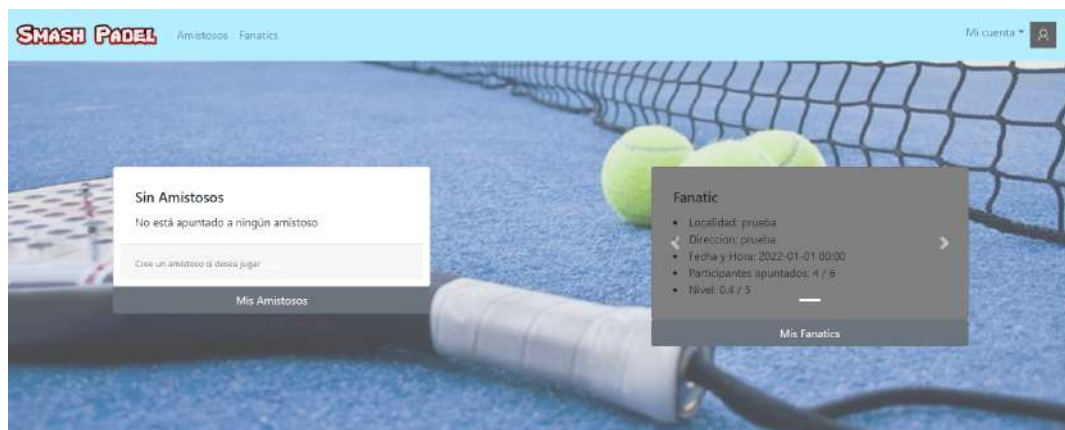 SMASH PADEL Amistosos Fanatics Mi cuenta
Sin Amistosos
No está apuntado a ningún amistoso
Cree un amistoso si desea jugar
Mis Amistosos
Fanatic
Localidad: prueba
Direccion: prueba
Fecha y Hora: 2022-01-01 00:00
Participantes apuntados: 4 / 6
Nivel: 0.4 / 5
Mis Fanatics